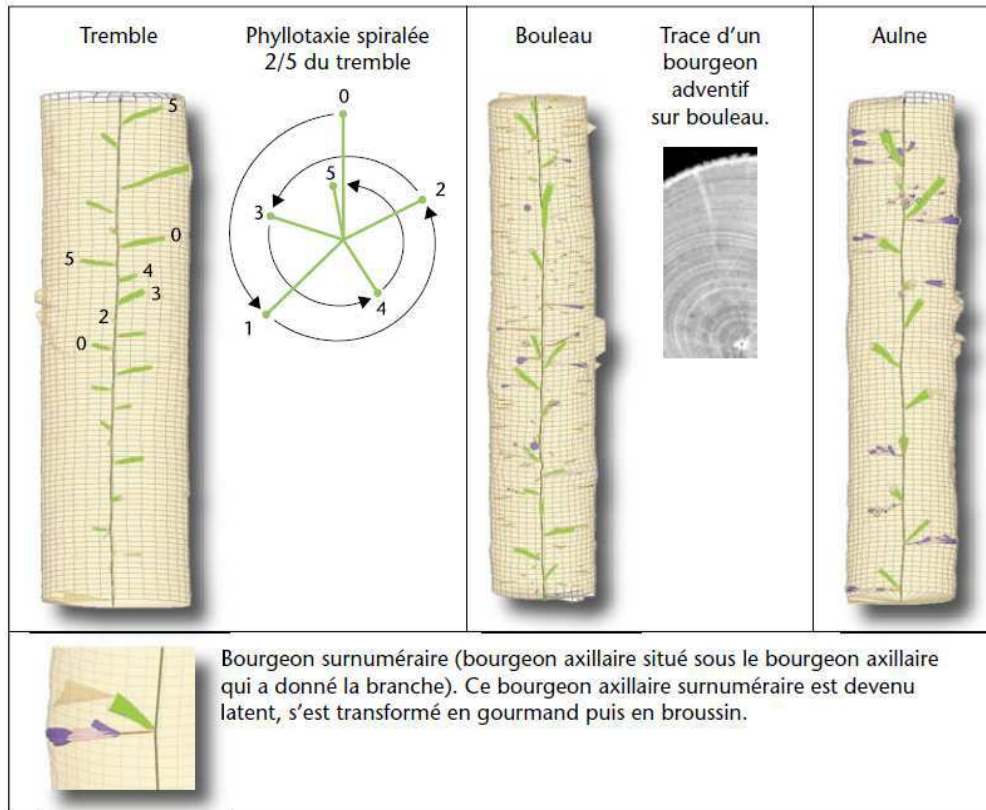 Tremble
Phyllotaxie spiralée
2/5 du tremble
0
5
3
2
4
1
5
0
5
4
3
2
0
Bouleau
Trace d'un
bourgeon
adventif
sur bouleau.
Aulne
Bourgeon surnuméraire (bourgeon axillaire situé sous le bourgeon axillaire
qui a donné la branche). Ce bourgeon axillaire surnuméraire est devenu
latent, s'est transformé en gourmand puis en broussin.